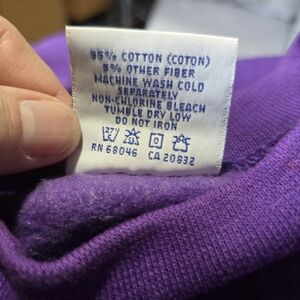 95% COTTON (COTON)
5% OTHER FIBER
MACHINE WASH COLD
SEPARATELY
NON-CHLORINE BLEACH
TUMBLE DRY LOW
DO NOT IRON
RN 68046 CA 20832